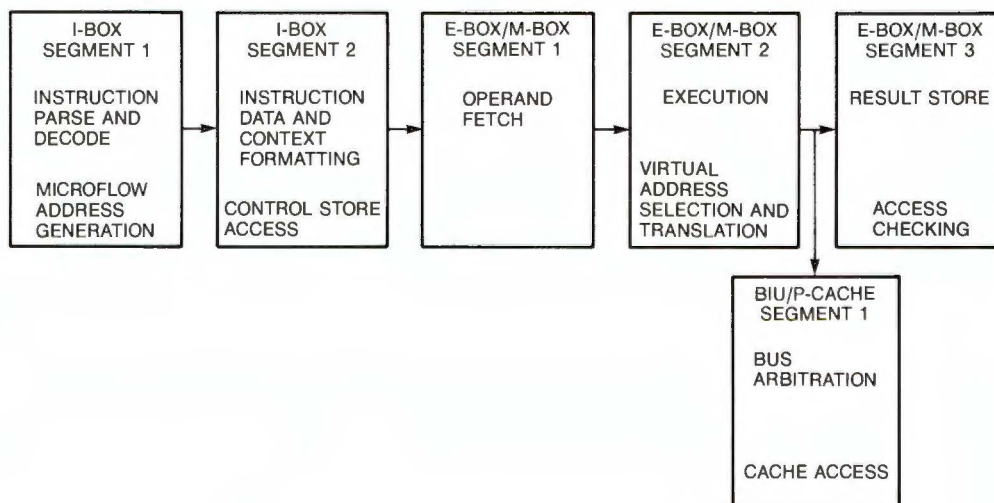 I-BOX
SEGMENT 1
INSTRUCTION
PARSE AND
DECODE
MICROFLOW
ADDRESS
GENERATION
I-BOX
SEGMENT 2
INSTRUCTION
DATA AND
CONTEXT
FORMATTING
CONTROL STORE
ACCESS
E-BOX/M-BOX
SEGMENT 1
OPERAND
FETCH
E-BOX/M-BOX
SEGMENT 2
EXECUTION
VIRTUAL
ADDRESS
SELECTION AND
TRANSLATION
E-BOX/M-BOX
SEGMENT 3
RESULT STORE
ACCESS
CHECKING
BIU/P-CACHE
SEGMENT 1
BUS
ARBITRATION
CACHE ACCESS